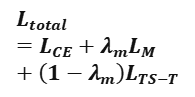 L_total
= L_CE + λ_m L_M
+ (1 − λ_m) L_TS−T